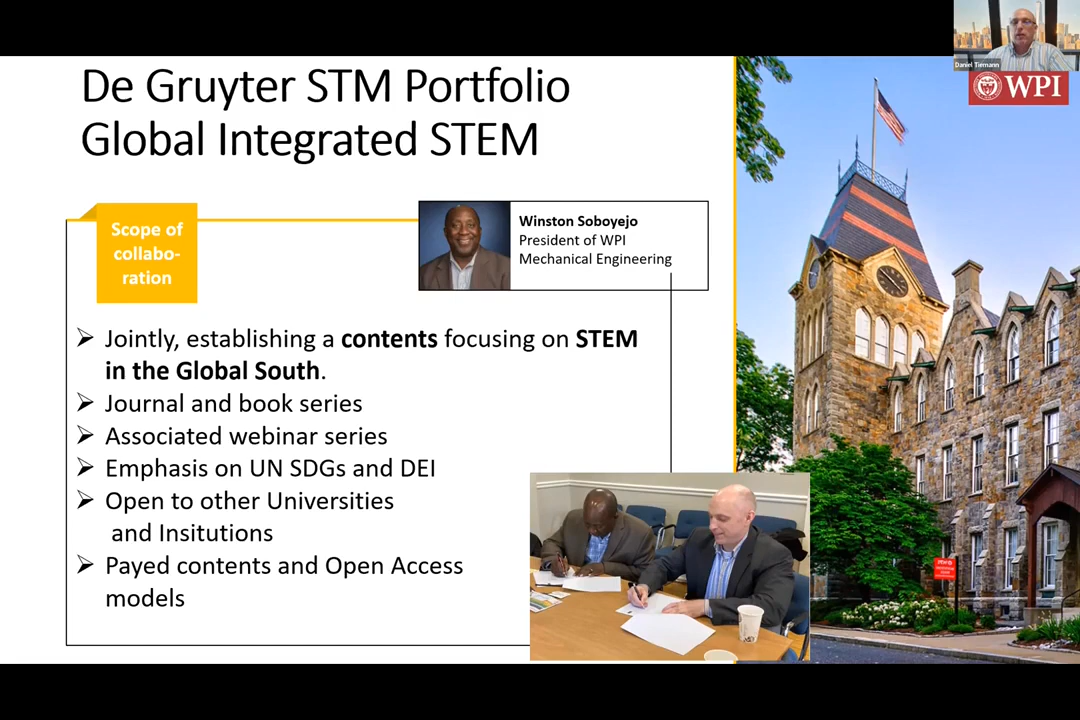 De Gruyter STM Portfolio
Global Integrated STEM
Daniel Tiemann
WPI
Scope of
collabo-
ration
Winston Soboyejo
President of WPI
Mechanical Engineering
Jointly, establishing a contents focusing on STEM
in the Global South.
Journal and book series
Associated webinar series
Emphasis on UN SDGs and DEI
Open to other Universities
and Insitutions
Payed contents and Open Access
models